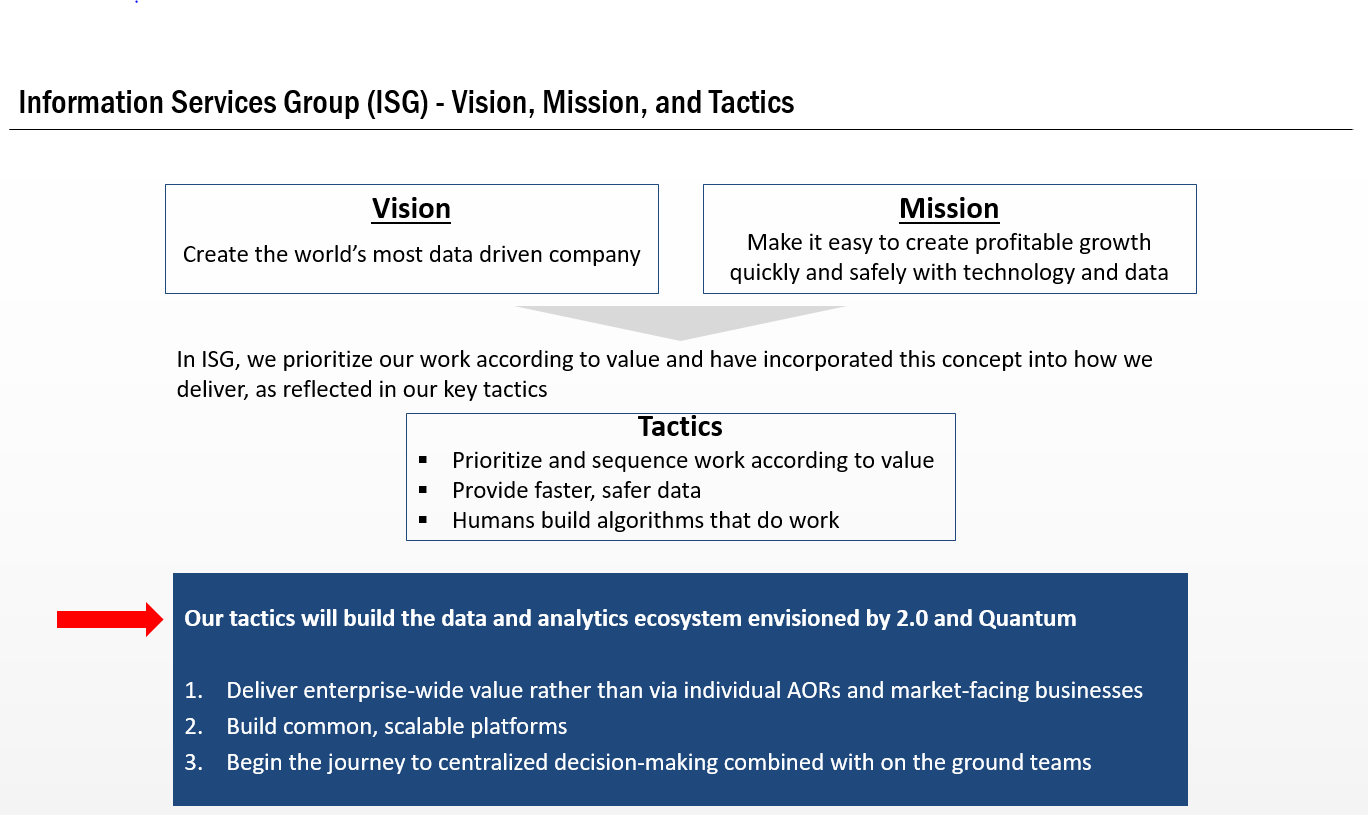 Information Services Group (ISG) - Vision, Mission, and Tactics
Vision
Create the world's most data driven company
Mission
Make it easy to create profitable growth
quickly and safely with technology and data
In ISG, we prioritize our work according to value and have incorporated this concept into how we
deliver, as reflected in our key tactics
Tactics
▪ Prioritize and sequence work according to value
▪ Provide faster, safer data
▪ Humans build algorithms that do work
Our tactics will build the data and analytics ecosystem envisioned by 2.0 and Quantum
1. Deliver enterprise-wide value rather than via individual AORs and market-facing businesses
2. Build common, scalable platforms
3. Begin the journey to centralized decision-making combined with on the ground teams